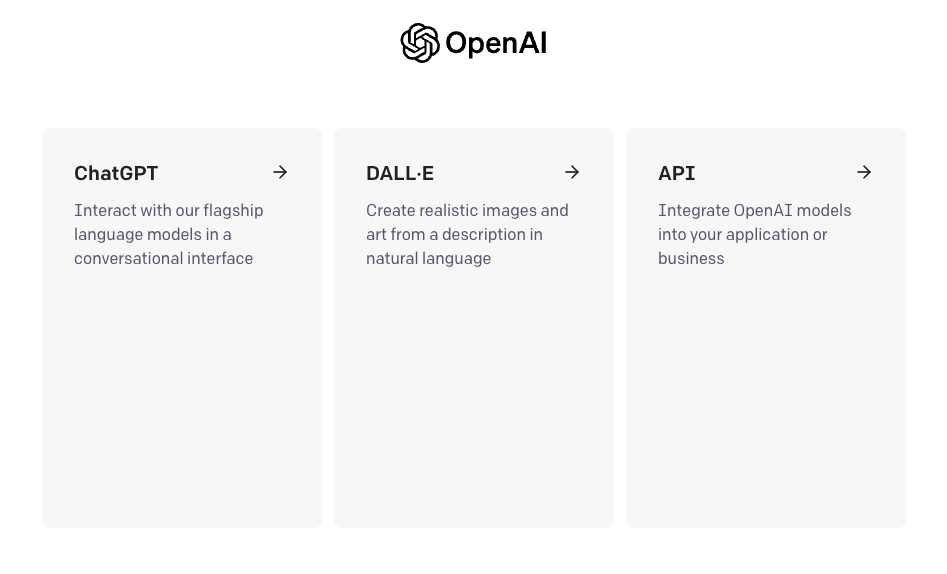 OpenAI
ChatGPT
Interact with our flagship
language models in a
conversational interface
DALL·E
Create realistic images and
art from a description in
natural language
API
Integrate OpenAI models
into your application or
business